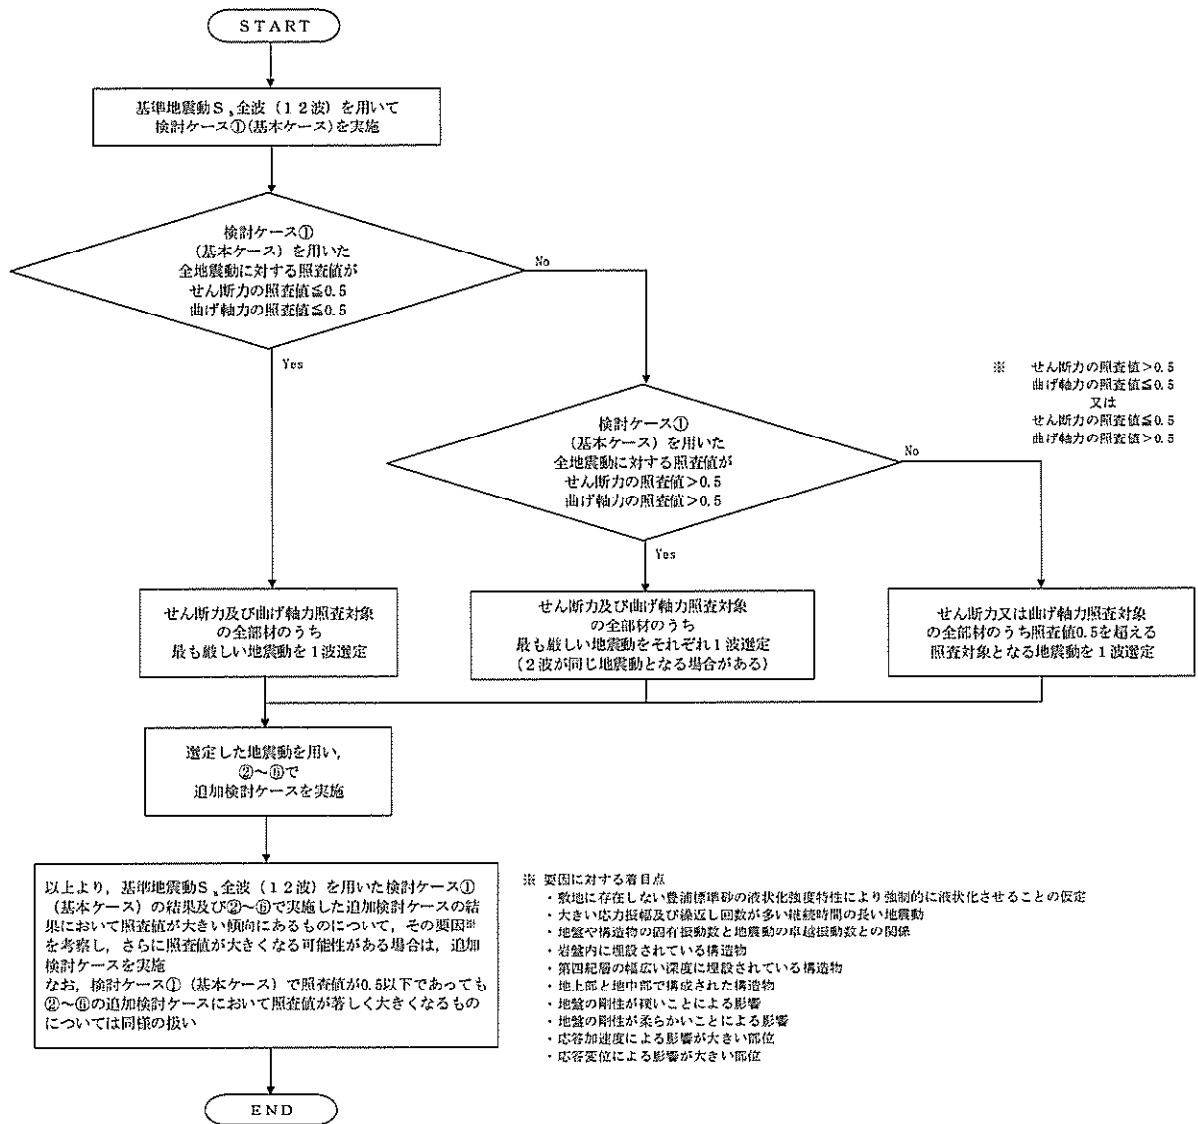 START
基準地震動Ｓｓ全波（１２波）を用いて
検討ケース①(基本ケース)を実施
検討ケース①
（基本ケース）を用いた
全地震動に対する照査値が
せん断力の照査値≦0.5
曲げ軸力の照査値≦0.5
No
Yes
※　せん断力の照査値＞0.5
曲げ軸力の照査値≦0.5
又は
せん断力の照査値≦0.5
曲げ軸力の照査値＞0.5
検討ケース①
（基本ケース）を用いた
全地震動に対する照査値が
せん断力の照査値＞0.5
曲げ軸力の照査値＞0.5
No
Yes
せん断力及び曲げ軸力照査対象
の全部材のうち
最も厳しい地震動を１波選定
せん断力及び曲げ軸力照査対象
の全部材のうち
最も厳しい地震動をそれぞれ１波選定
（２波が同じ地震動となる場合がある）
せん断力又は曲げ軸力照査対象
の全部材のうち照査値0.5を超える
照査対象となる地震動を１波選定
選定した地震動を用い，
②～⑥で
追加検討ケースを実施
以上より，基準地震動Ｓｓ全波（１２波）を用いた検討ケース①
（基本ケース）の結果及び②～⑥で実施した追加検討ケースの結
果において照査値が大きい傾向にあるものについて，その要因※
を考察し，さらに照査値が大きくなる可能性がある場合は，追加
検討ケースを実施
なお，検討ケース①（基本ケース）で照査値が0.5以下であっても
②～⑥の追加検討ケースにおいて照査値が著しく大きくなるもの
については同様の扱い
※ 要因に対する着目点
・敷地に存在しない豊浦標準砂の液状化強度特性により強制的に液状化させることの仮定
・大きい応力振幅及び繰返し回数が多い継続時間の長い地震動
・地盤や構造物の固有振動数と地震動の卓越振動数との関係
・岩盤内に埋設されている構造物
・第四紀層の幅広い深度に埋設されている構造物
・地上部と地中部で構成された構造物
・地盤の剛性が硬いことによる影響
・地盤の剛性が柔らかいことによる影響
・応答加速度による影響が大きい部位
・応答変位による影響が大きい部位
END